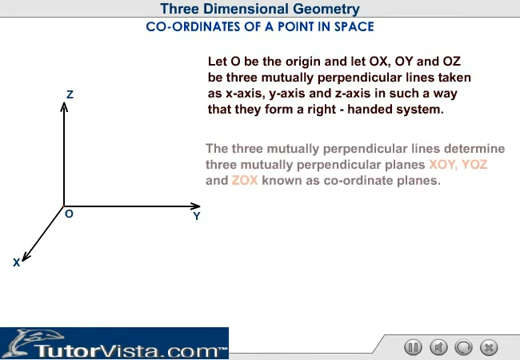 Three Dimensional Geometry
CO-ORDINATES OF A POINT IN SPACE
Let O be the origin and let OX, OY and OZ
be three mutually perpendicular lines taken
as x-axis, y-axis and z-axis in such a way
that they form a right - handed system.
The three mutually perpendicular lines determine
three mutually perpendicular planes XOY, YOZ
and ZOX known as co-ordinate planes.
Z
O
Y
X
TutorVista.com™